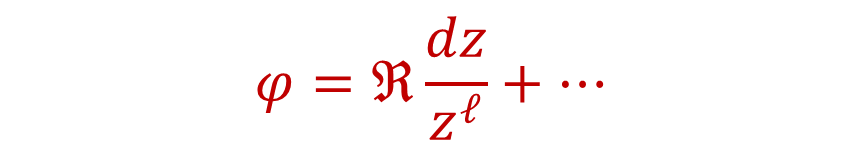 φ = ℜ dz/z^ℓ + ⋯